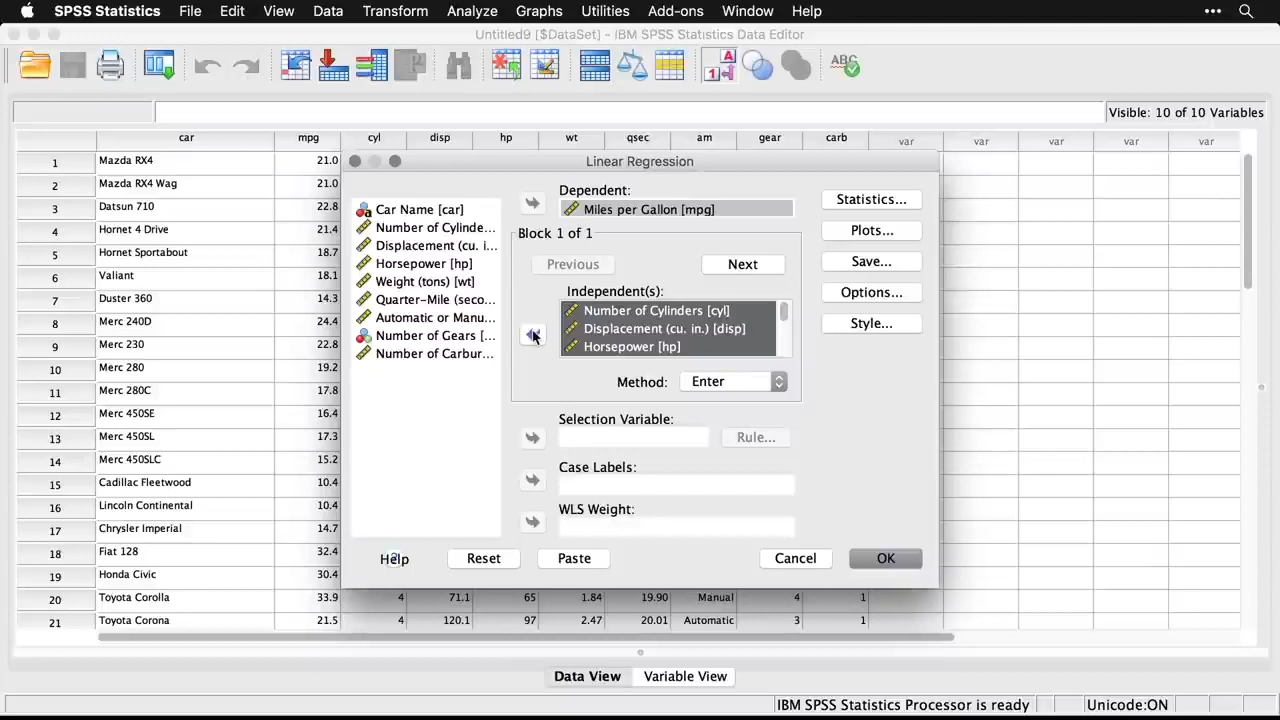 SPSS Statistics File Edit View Data Transform Analyze Graphs Utilities Add-ons Window Help
Untitled9 [$DataSet] - IBM SPSS Statistics Data Editor
Visible: 10 of 10 Variables
car mpg cyl disp hp wt qsec am gear carb var var var var var
1 Mazda RX4 21.0
2 Mazda RX4 Wag 21.0
3 Datsun 710 22.8
4 Hornet 4 Drive 21.4
5 Hornet Sportabout 18.7
6 Valiant 18.1
7 Duster 360 14.3
8 Merc 240D 24.4
9 Merc 230 22.8
10 Merc 280 19.2
11 Merc 280C 17.8
12 Merc 450SE 16.4
13 Merc 450SL 17.3
14 Merc 450SLC 15.2
15 Cadillac Fleetwood 10.4
16 Lincoln Continental 10.4
17 Chrysler Imperial 14.7
18 Fiat 128 32.4
19 Honda Civic 30.4
20 Toyota Corolla 33.9 4 71.1 65 1.84 19.90 Manual 4 1
21 Toyota Corona 21.5 4 120.1 97 2.47 20.01 Automatic 3 1
Linear Regression
Car Name [car]
Number of Cylinde...
Displacement (cu. i...
Horsepower [hp]
Weight (tons) [wt]
Quarter-Mile (seco...
Automatic or Manu...
Number of Gears [...
Number of Carbur...
Dependent:
Miles per Gallon [mpg]
Block 1 of 1
Previous Next
Independent(s):
Number of Cylinders [cyl]
Displacement (cu. in.) [disp]
Horsepower [hp]
Method: Enter
Selection Variable:
Rule...
Case Labels:
WLS Weight:
Statistics...
Plots...
Save...
Options...
Style...
Help Reset Paste Cancel OK
Data View Variable View
IBM SPSS Statistics Processor is ready Unicode:ON